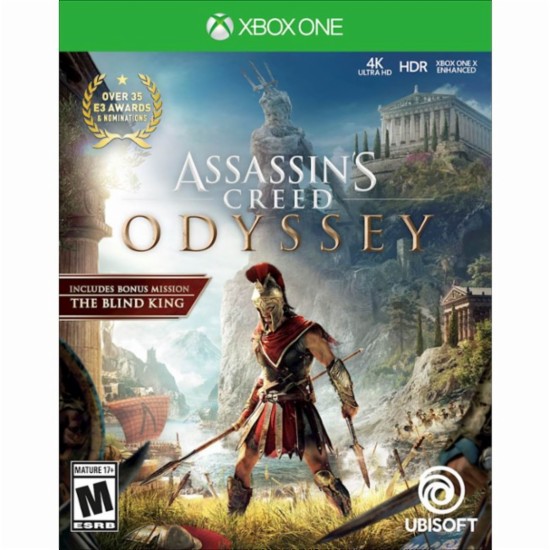 XBOX ONE
4K
ULTRA HD
HDR
XBOX ONE X
ENHANCED
OVER 35
E3 AWARDS
& NOMINATIONS
ASSASSIN'S
CREED
ODYSSEY
INCLUDES BONUS MISSION
THE BLIND KING
MATURE 17+
M
ESRB
UBISOFT